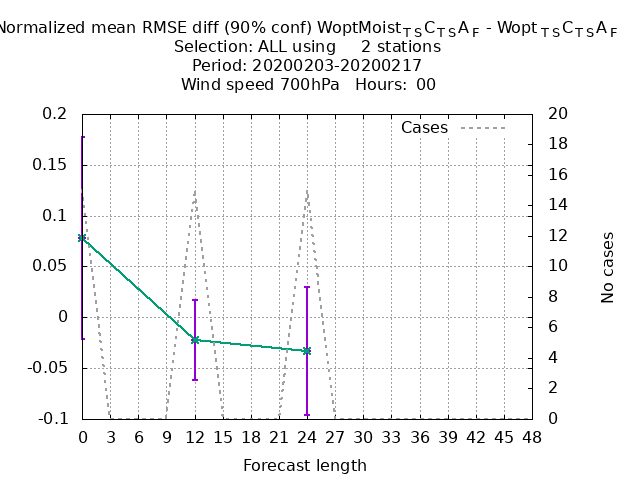 Normalized mean RMSE diff (90% conf) WoptMoist_TSC_TSA_F - Wopt_TSC_TSA_F
Selection: ALL using 2 stations
Period: 20200203-20200217
Wind speed 700hPa Hours: 00
0.2
0.15
0.1
0.05
0
-0.05
-0.1
Cases
20
18
16
14
12
10
8
6
4
2
0
No cases
0 3 6 9 12 15 18 21 24 27 30 33 36 39 42 45 48
Forecast length